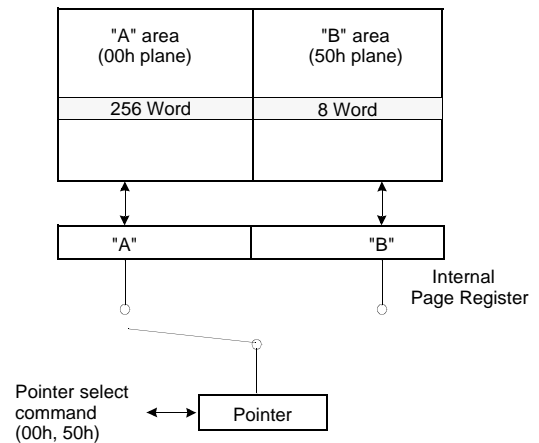 "A" area
(00h plane)
"B" area
(50h plane)
256 Word
8 Word
"A"
"B"
Internal
Page Register
Pointer select
command
(00h, 50h)
Pointer